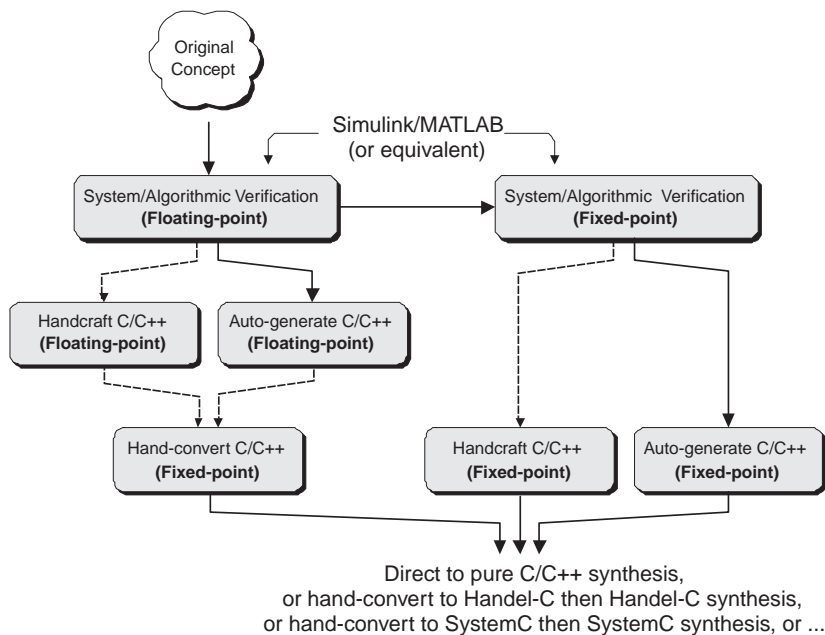 Original
Concept
Simulink/MATLAB
(or equivalent)
System/Algorithmic Verification
(Floating-point)
System/Algorithmic Verification
(Fixed-point)
Handcraft C/C++
(Floating-point)
Auto-generate C/C++
(Floating-point)
Hand-convert C/C++
(Fixed-point)
Handcraft C/C++
(Fixed-point)
Auto-generate C/C++
(Fixed-point)
Direct to pure C/C++ synthesis,
or hand-convert to Handel-C then Handel-C synthesis,
or hand-convert to SystemC then SystemC synthesis, or ...